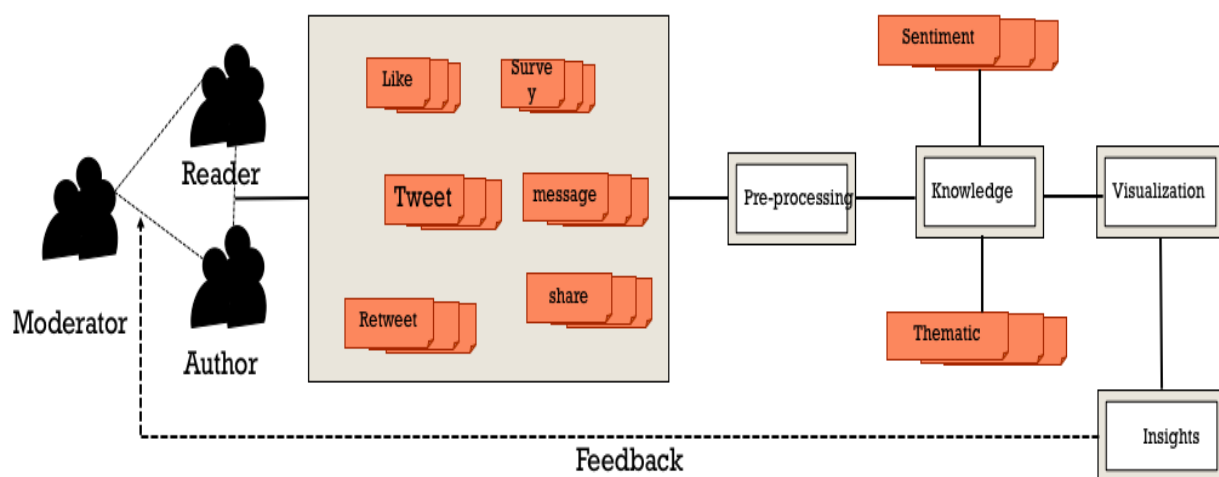 Sentiment
Like
Surve
y
Reader
Tweet
message
Pre-processing
Knowledge
Visualization
Moderator
share
Retweet
Thematic
Author
Insights
Feedback